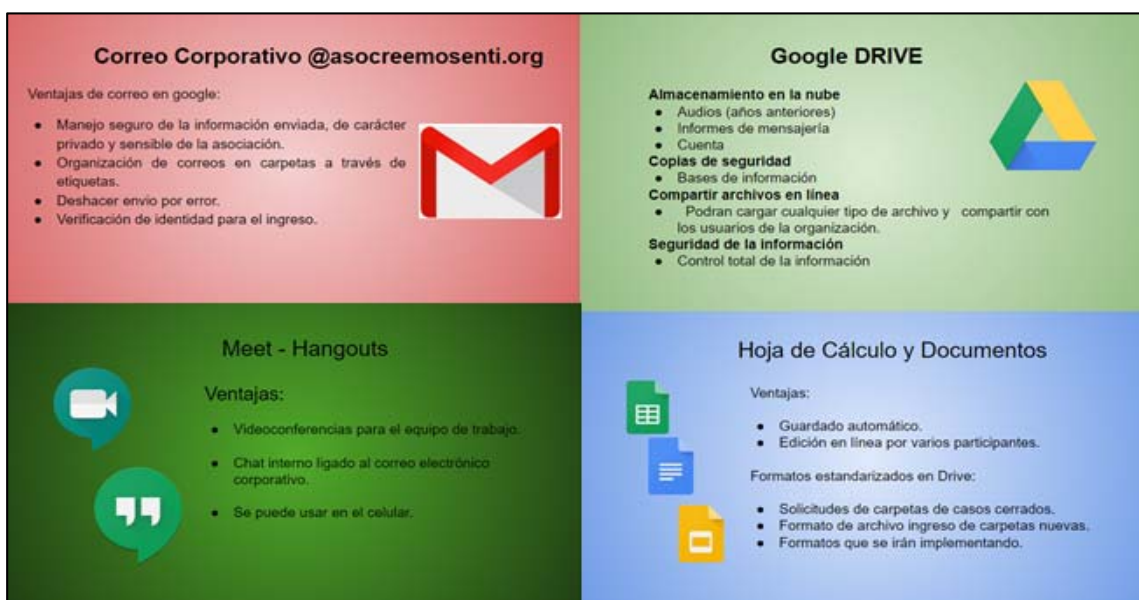 Correo Corporativo @asocreemosenti.org
Ventajas de correo en google:
● Manejo seguro de la información enviada, de carácter
privado y sensible de la asociación.
● Organización de correos en carpetas a través de
etiquetas.
● Deshacer envio por error.
● Verificación de identidad para el ingreso.
Google DRIVE
Almacenamiento en la nube
● Audios (años anteriores)
● Informes de mensajería
● Cuenta
Copias de seguridad
● Bases de información
Compartir archivos en línea
● Podran cargar cualquier tipo de archivo y compartir con
los usuarios de la organización.
Seguridad de la información
● Control total de la información
Meet - Hangouts
Ventajas:
● Videoconferencias para el equipo de trabajo.
● Chat interno ligado al correo electrónico
corporativo.
● Se puede usar en el celular.
Hoja de Cálculo y Documentos
Ventajas:
● Guardado automático.
● Edición en línea por varios participantes.
Formatos estandarizados en Drive:
● Solicitudes de carpetas de casos cerrados.
● Formato de archivo ingreso de carpetas nuevas.
● Formatos que se irán implementando.